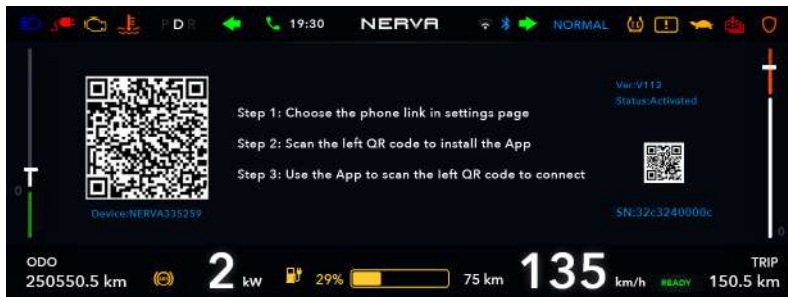 P D R
19:30
NERVA
NORMAL
Ver:V112
Status:Activated
Step 1: Choose the phone link in settings page
Step 2: Scan the left QR code to install the App
Step 3: Use the App to scan the left QR code to connect
0
Device:NERVA335259
SN:32c3240000c
0
ODO
250550.5 km
2 kw
29%
75 km
135 km/h
READY
TRIP
150.5 km